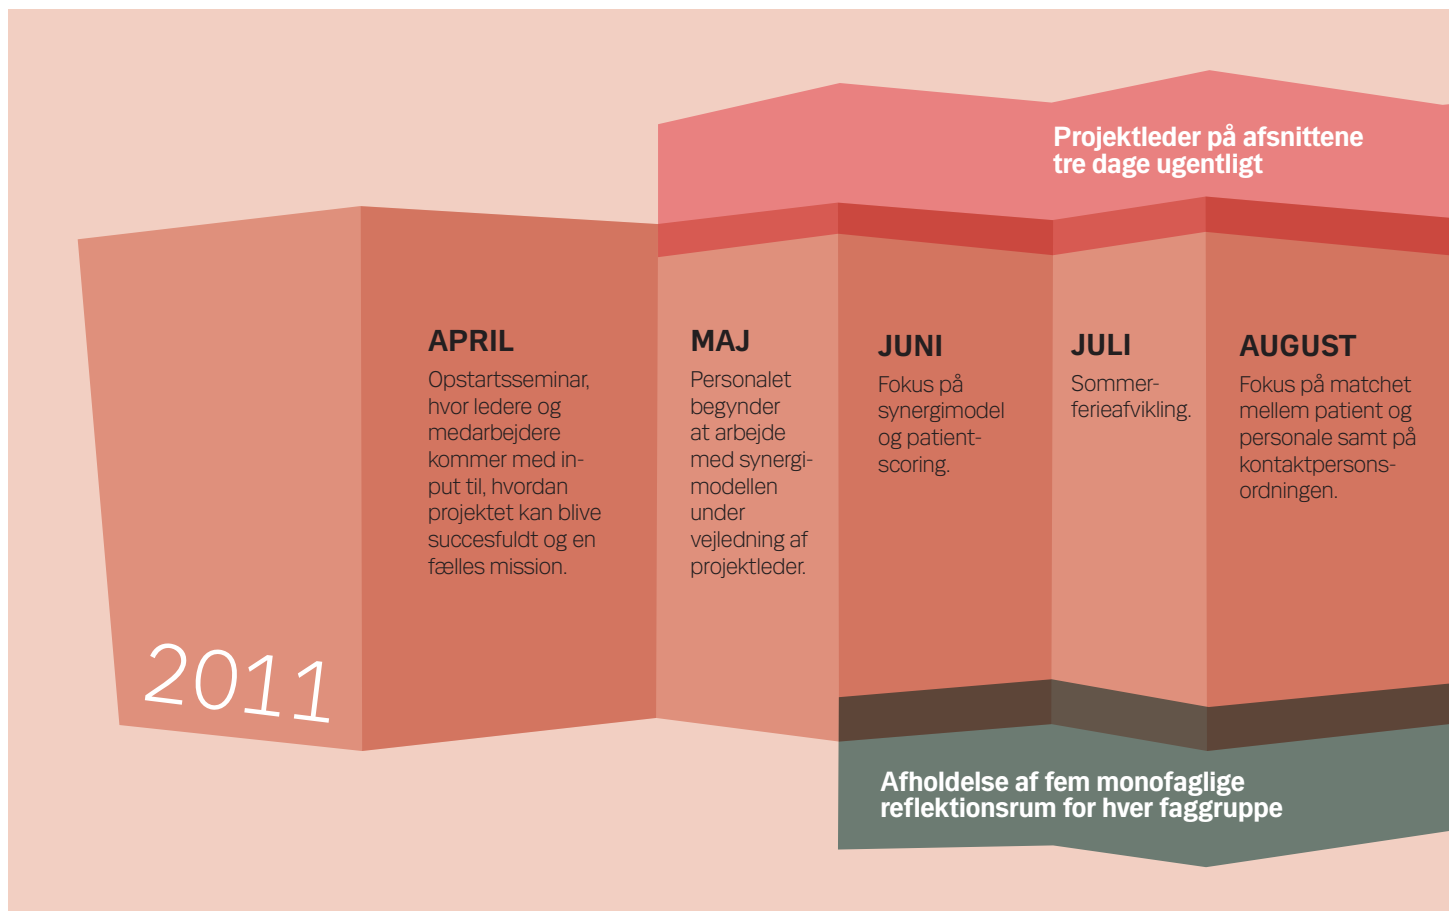 Projektleder på afsnittene
tre dage ugentligt
APRIL
Opstartsseminar,
hvor ledere og
medarbejdere
kommer med in-
put til, hvordan
projektet kan blive
succesfuldt og en
fælles mission.
MAJ
Personalet
begynder
at arbejde
med synergi-
modellen
under
vejledning af
projektleder.
JUNI
Fokus på
synergimodel
og patient-
scoring.
JULI
Sommer-
ferieafvikling.
AUGUST
Fokus på matchet
mellem patient og
personale samt på
kontaktpersons-
ordningen.
2011
Afholdelse af fem monofaglige
reflektionsrum for hver faggruppe